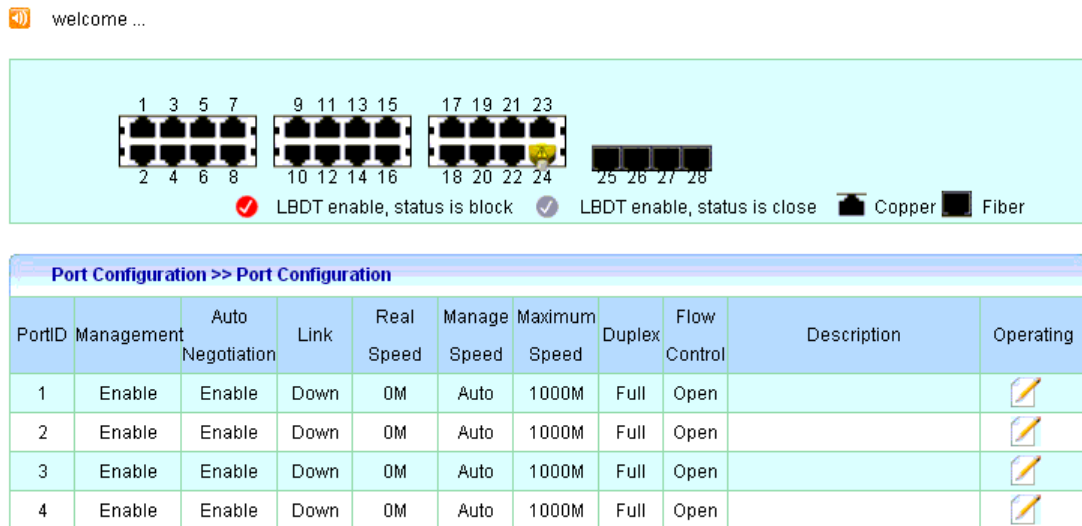 welcome ...
1 3 5 7 9 11 13 15 17 19 21 23
2 4 6 8 10 12 14 16 18 20 22 24 25 26 27 28
LBDT enable, status is block LBDT enable, status is close Copper Fiber
Port Configuration >> Port Configuration
PortID Management Auto Negotiation Link Real Speed Manage Speed Maximum Speed Duplex Flow Control Description Operating
1 Enable Enable Down 0M Auto 1000M Full Open
2 Enable Enable Down 0M Auto 1000M Full Open
3 Enable Enable Down 0M Auto 1000M Full Open
4 Enable Enable Down 0M Auto 1000M Full Open